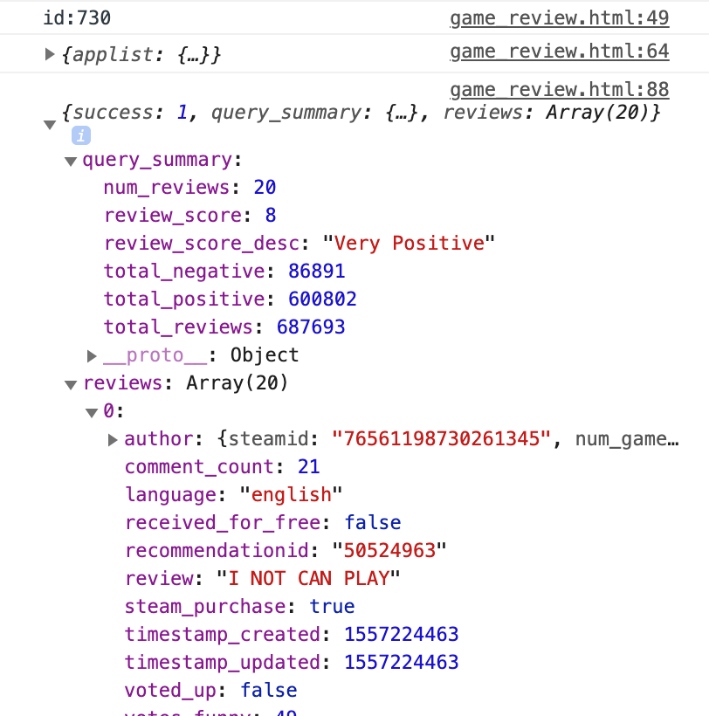 id:730 game_review.html:49
▶ {applist: {…}} game_review.html:64
game_review.html:88
▼ {success: 1, query_summary: {…}, reviews: Array(20)}
i
▼ query_summary:
num_reviews: 20
review_score: 8
review_score_desc: "Very Positive"
total_negative: 86891
total_positive: 600802
total_reviews: 687693
▶ __proto__: Object
▼ reviews: Array(20)
▼ 0:
▶ author: {steamid: "76561198730261345", num_game…
comment_count: 21
language: "english"
received_for_free: false
recommendationid: "50524963"
review: "I NOT CAN PLAY"
steam_purchase: true
timestamp_created: 1557224463
timestamp_updated: 1557224463
voted_up: false
votes_funny: 49